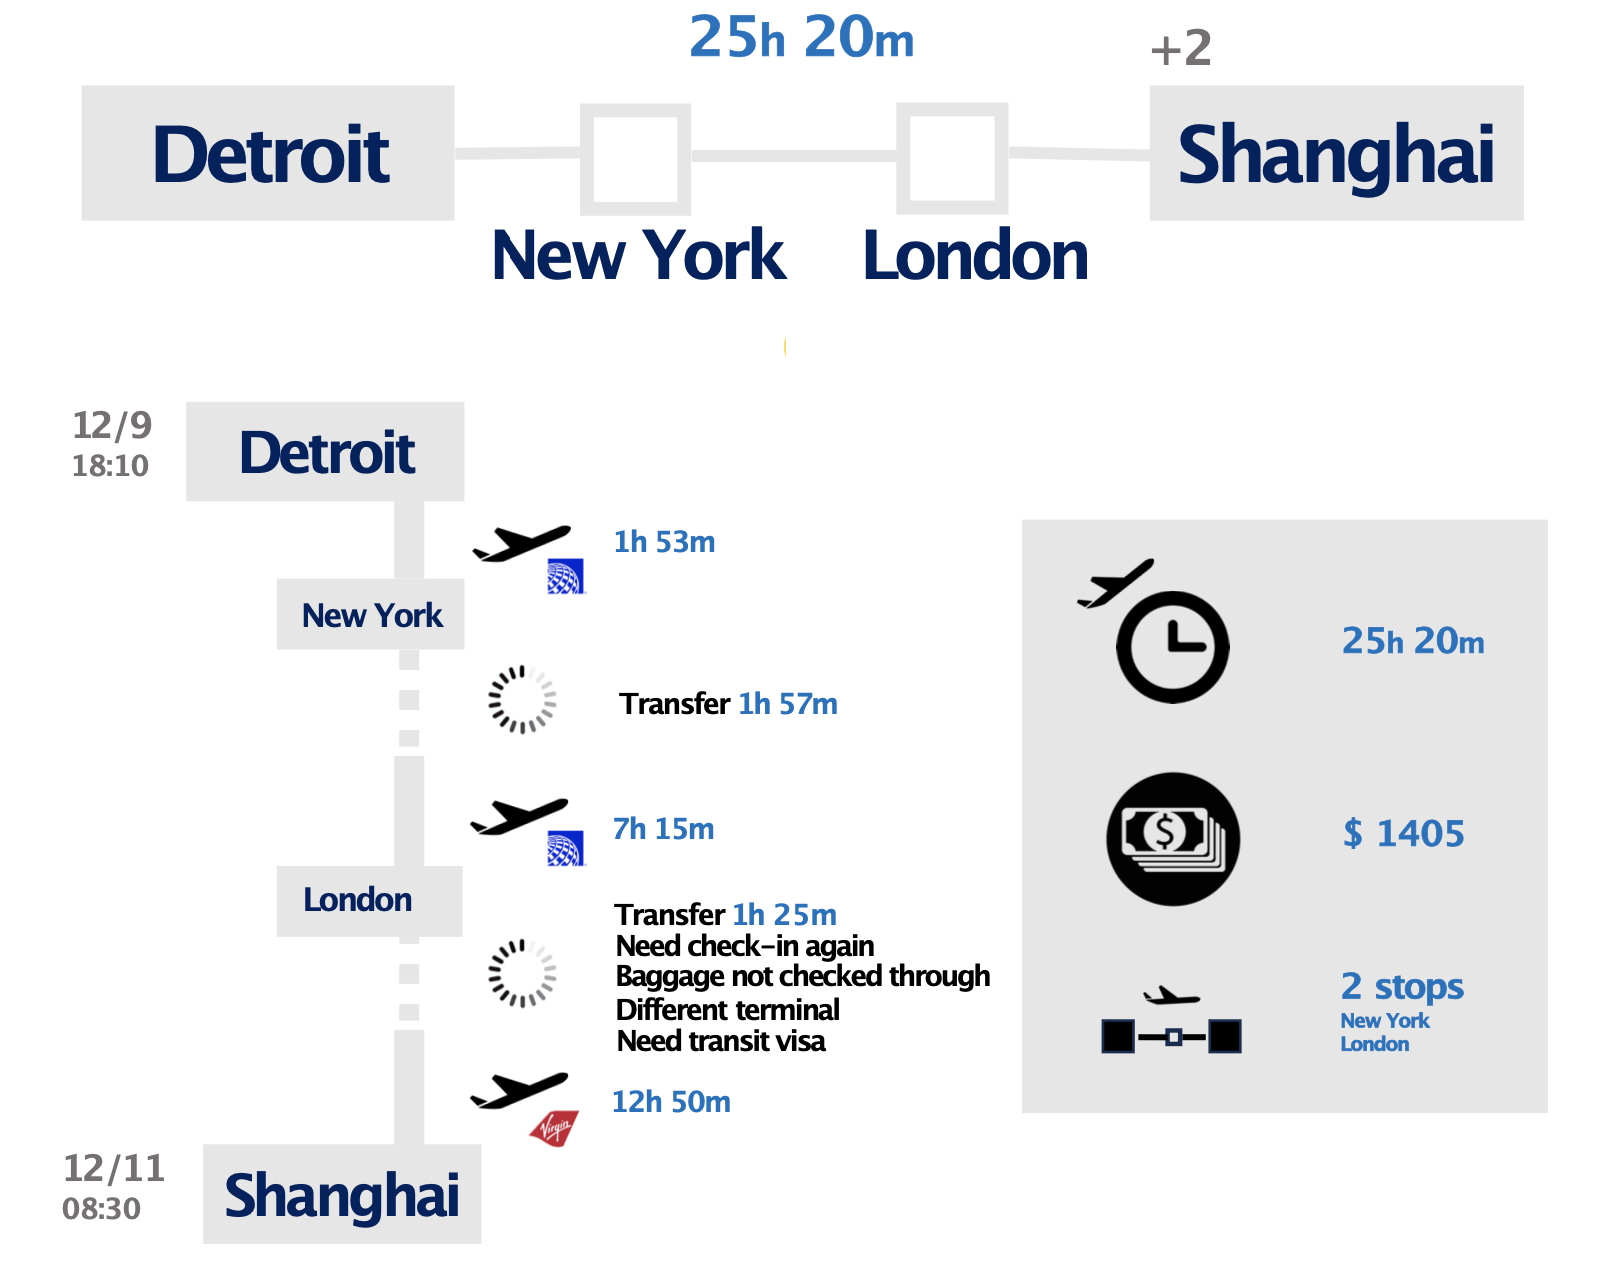 25h 20m
+2
Detroit
Shanghai
New York
London
12/9
18:10
Detroit
1h 53m
New York
Transfer 1h 57m
7h 15m
London
Transfer 1h 25m
Need check-in again
Baggage not checked through
Different terminal
Need transit visa
12h 50m
Virgin
12/11
08:30
Shanghai
25h 20m
$
$ 1405
2 stops
New York
London